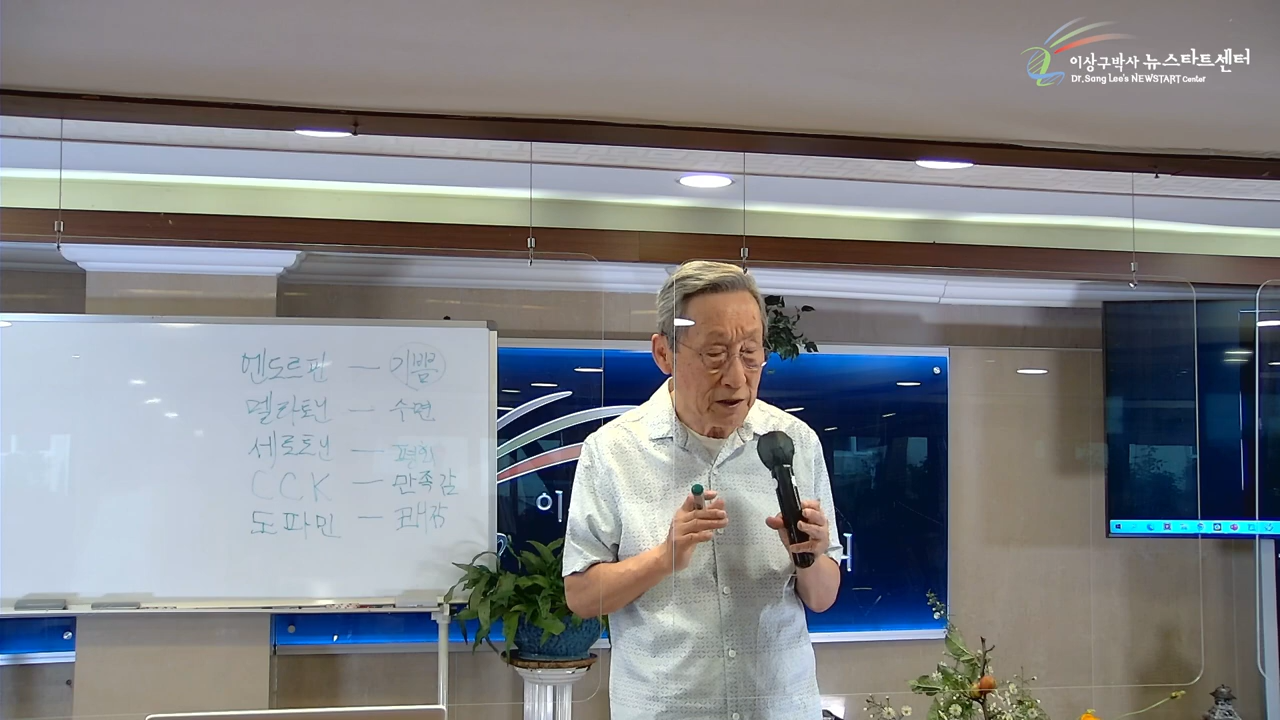 이상구박사 뉴스타트센터
Dr. Sang Lee's NEWSTART Center
엔도르핀 — 기쁨
멜라토닌 — 수면
세로토닌 — 평화
CCK — 만족감
도파민 — 쾌감
이